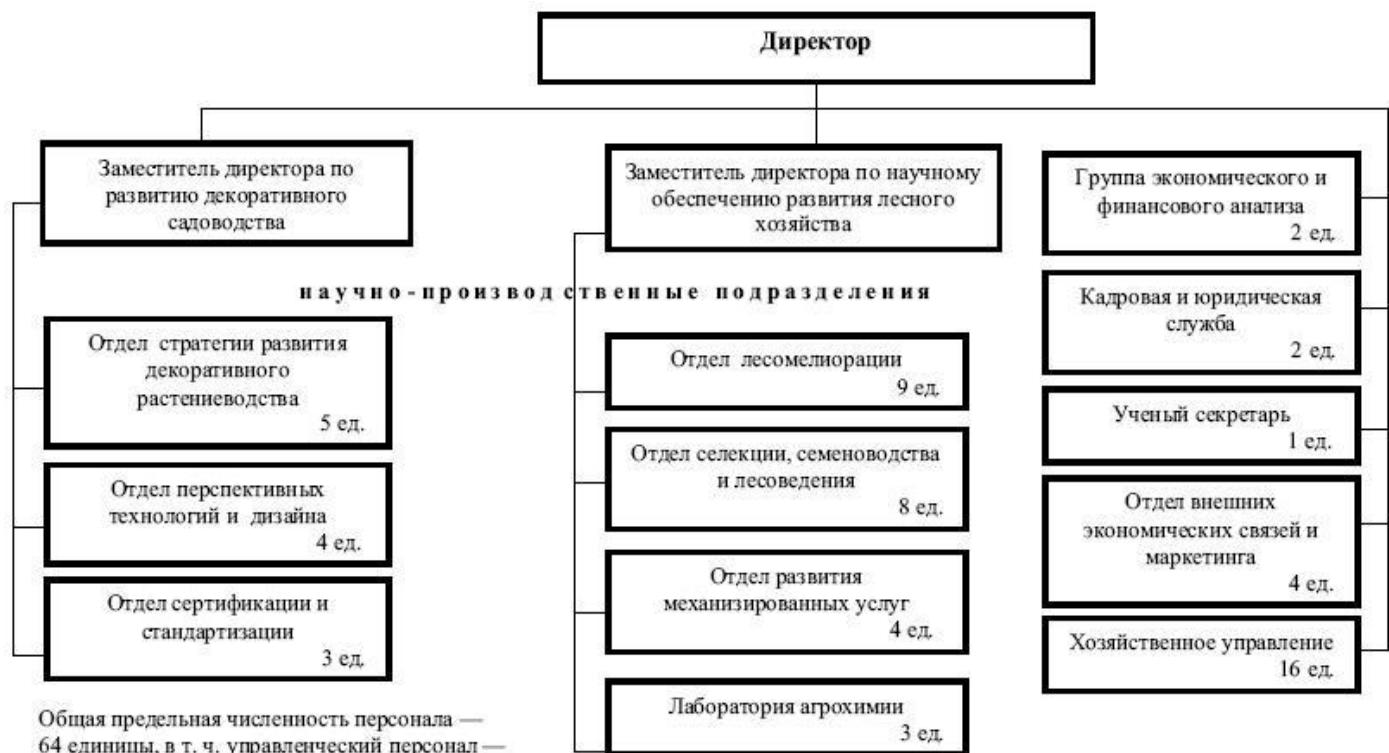 Директор
Заместитель директора по
развитию декоративного
садоводства
Заместитель директора по научному
обеспечению развития лесного
хозяйства
Группа экономического и
финансового анализа
2 ед.
научно-производственные подразделения
Кадровая и юридическая
служба
2 ед.
Отдел стратегии развития
декоративного
растениеводства
5 ед.
Отдел лесомелиорации
9 ед.
Ученый секретарь
1 ед.
Отдел перспективных
технологий и дизайна
4 ед.
Отдел селекции, семеноводства
и лесоведения
8 ед.
Отдел внешних
экономических связей и
маркетинга
4 ед.
Отдел сертификации и
стандартизации
3 ед.
Отдел развития
механизированных услуг
4 ед.
Хозяйственное управление
16 ед.
Лаборатория агрохимии
3 ед.
Общая предельная численность персонала —
64 единицы, в т. ч. управленческий персонал —